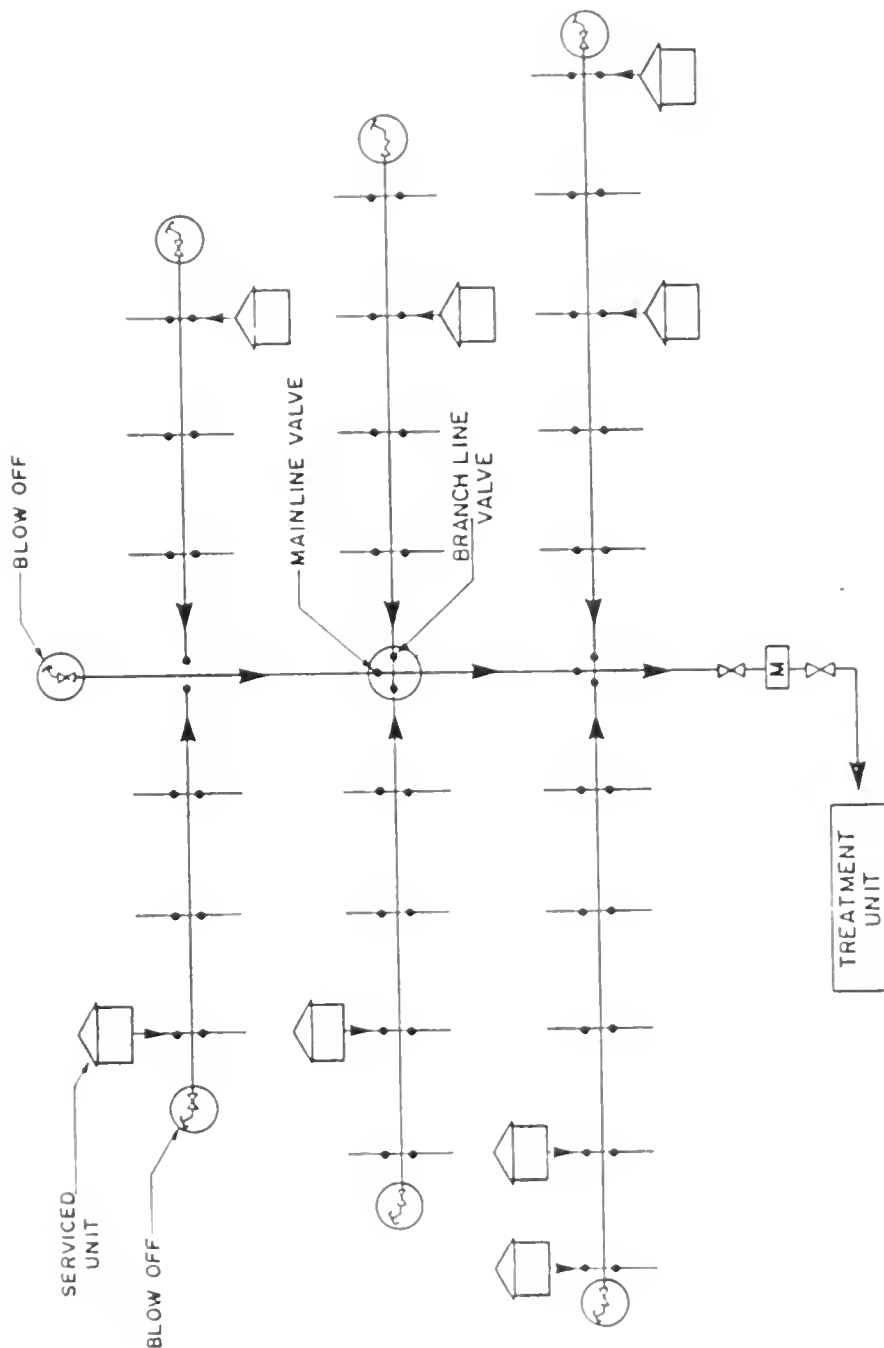 SERVICED
UNIT
BLOW OFF
BLOW OFF
MAINLINE VALVE
BRANCH LINE
VALVE
M
TREATMENT
UNIT